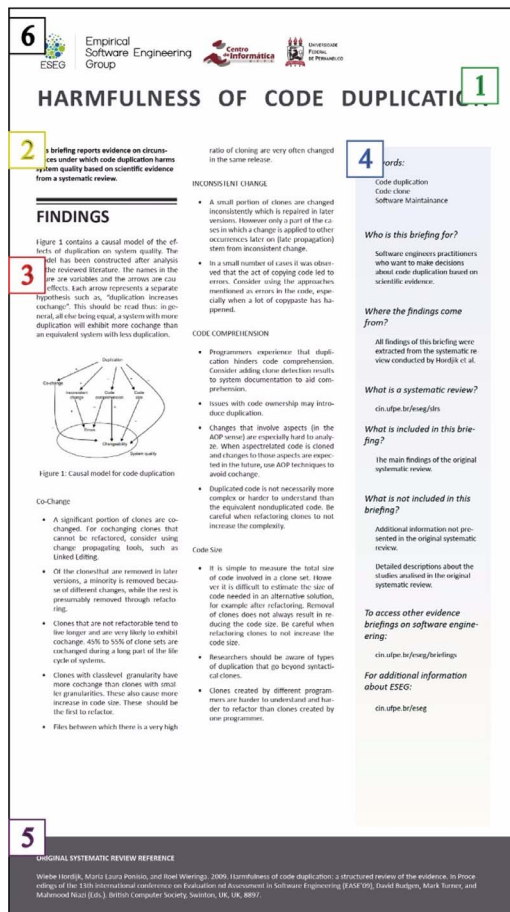 6
ESEG
Empirical
Software Engineering
Group
Centro
de Informática
UNIVERSIDADE
FEDERAL
DE PERNAMBUCO
1
HARMFULNESS OF CODE DUPLICATION
2
s briefing reports evidence on circuns-
ces under which code duplication harms
system quality based on scientific evidence
from a systematic review.
FINDINGS
Figure 1 contains a causal model of the ef-
fects of duplication on system quality. The
del has been constructed after analysis
3
the reviewed literature. The names in the
ure are variables and the arrows are cau-
effects. Each arrow represents a separate
hypothesis such as, "duplication increases
cochange". This should be read thus: in ge-
neral, all else being equal, a system with more
duplication will exhibit more cochange than
an equivalent system with less duplication.
Duplication
Co-change
Inconsistent
change
Code
comprehension
Code
size
Errors
Changeability
System quality
Figure 1: Causal model for code duplication
Co-Change
• A significant portion of clones are co-
changed. For cochanging clones that
cannot be refactored, consider using
change propagating tools, such as
Linked Editing.
• Of the clonesthat are removed in later
versions, a minority is removed becau-
se of different changes, while the rest is
presumably removed through refacto-
ring.
• Clones that are not refactorable tend to
live longer and are very likely to exhibit
cochange. 45% to 55% of clone sets are
cochanged during a long part of the life
cycle of systems.
• Clones with classlevel granularity have
more cochange than clones with smal-
ler granularities. These also cause more
increase in code size. These should be
the first to refactor.
• Files between which there is a very high
ratio of cloning are very often changed
in the same release.
INCONSISTENT CHANGE
• A small portion of clones are changed
inconsistently which is repaired in later
versions. However only a part of the ca-
ses in which a change is applied to other
occurrences later on (late propagation)
stem from inconsistent change.
• In a small number of cases it was obser-
ved that the act of copying code led to
errors. Consider using the approaches
mentioned as errors in the code, espe-
cially when a lot of copypaste has ha-
ppened.
CODE COMPREHENSION
• Programmers experience that dupli-
cation hinders code comprehension.
Consider adding clone detection results
to system documentation to aid com-
prehension.
• Issues with code ownership may intro-
duce duplication.
• Changes that involve aspects (in the
AOP sense) are especially hard to analy-
ze. When aspectrelated code is cloned
and changes to those aspects are expec-
ted in the future, use AOP techniques to
avoid cochange.
• Duplicated code is not necessarily more
complex or harder to understand than
the equivalent nonduplicated code. Be
careful when refactoring clones to not
increase the complexity.
Code Size
• It is simple to measure the total size
of code involved in a clone set. Howe-
ver it is difficult to estimate the size of
code needed in an alternative solution,
for example after refactoring. Removal
of clones does not always result in re-
ducing the code size. Be careful when
refactoring clones to not increase the
code size.
• Researchers should be aware of types
of duplication that go beyond syntacti-
cal clones.
• Clones created by different program-
mers are harder to understand and har-
der to refactor than clones created by
one programmer.
4
ords:
Code duplication
Code clone
Software Maintainance
Who is this briefing for?
Software engineers practitioners
who want to make decisions
about code duplication based on
scientific evidence.
Where the findings come
from?
All findings of this briefing were
extracted from the systematic re-
view conducted by Hordijk et al.
What is a systematic review?
cin.ufpe.br/eseg/slrs
What is included in this brie-
fing?
The main findings of the original
systematic review.
What is not included in this
briefing?
Additional information not pre-
sented in the original systematic
review.
Detailed descriptions about the
studies analised in the original
systematic review.
To access other evidence
briefings on software engine-
ering:
cin.ufpe.br/eseg/briefings
For additional information
about ESEG:
cin.ufpe.br/eseg
5
ORIGINAL SYSTEMATIC REVIEW REFERENCE
Wiebe Hordijk, María Laura Ponisio, and Roel Wieringa. 2009. Harmfulness of code duplication: a structured review of the evidence. In Proce
edings of the 13th international conference on Evaluation nd Assessment in Software Engineering (EASE'09), David Budgen, Mark Turner, and
Mahmood Niazi (Eds.). British Computer Society, Swinton, UK, UK, 8897.